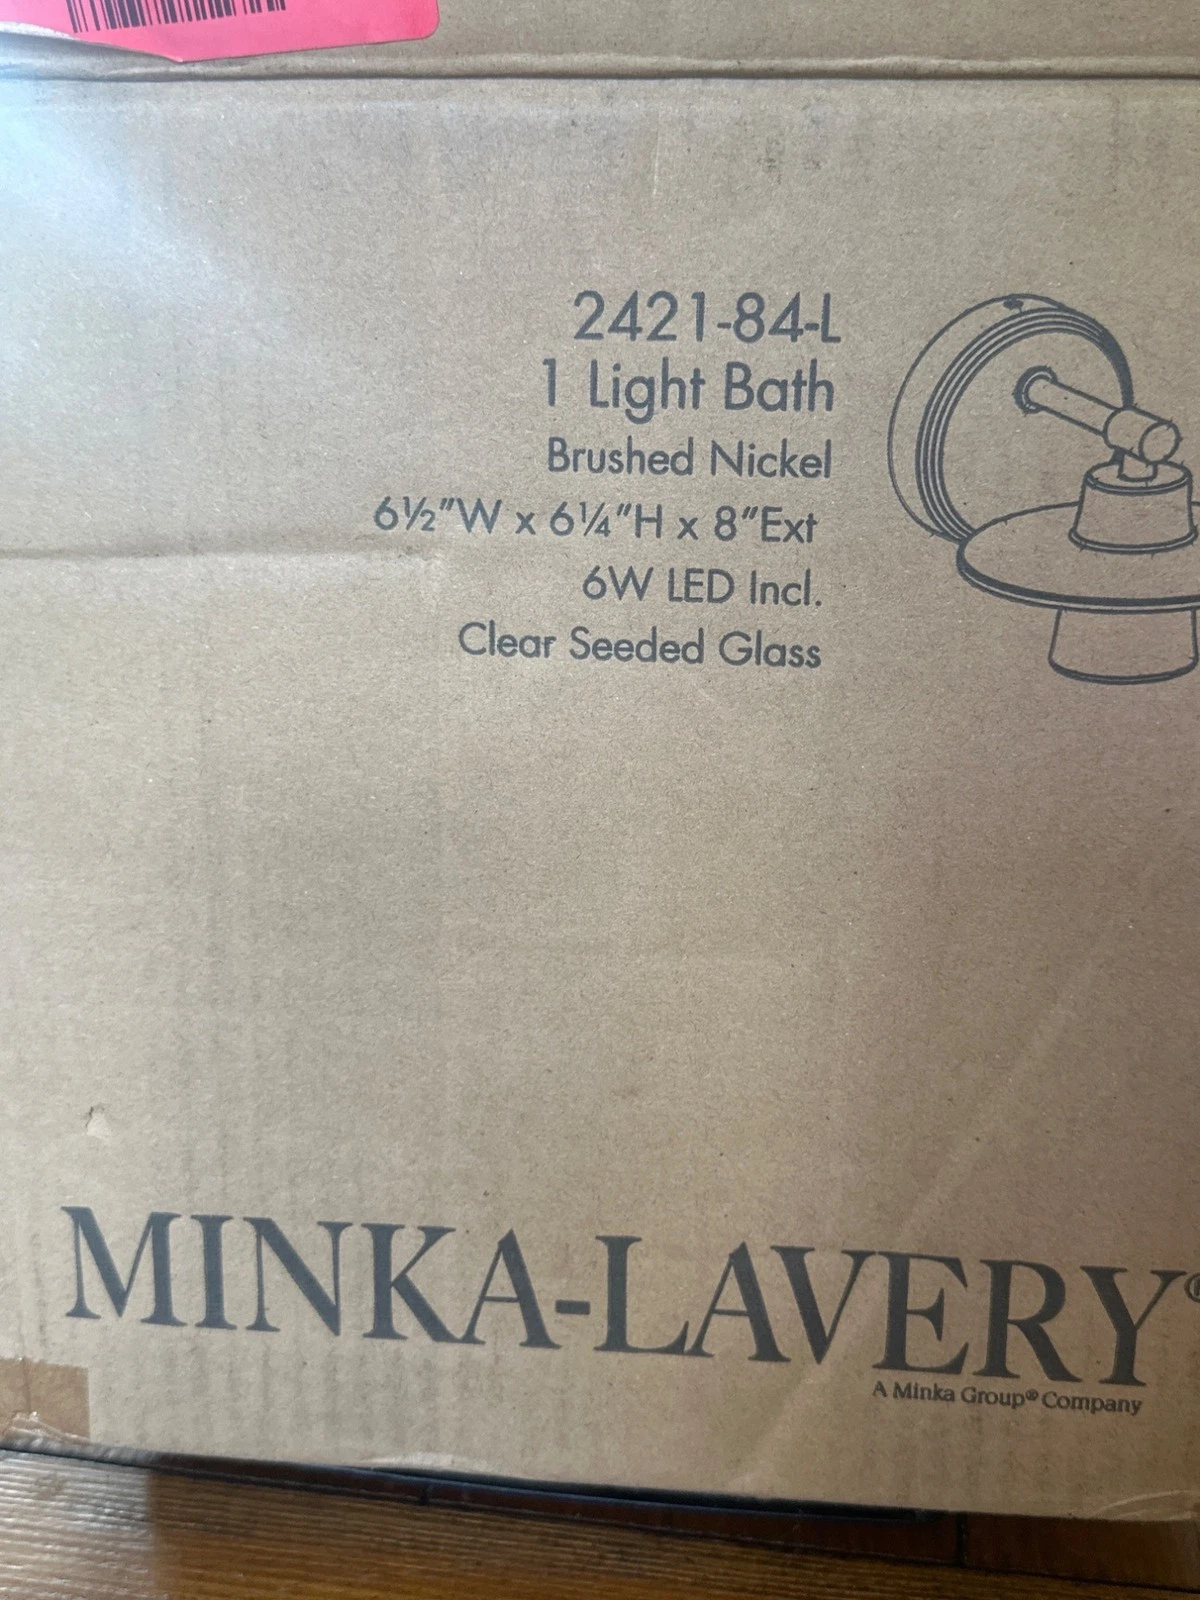 2421-84-L
1 Light Bath
Brushed Nickel
6½"W x 6¼"H x 8"Ext
6W LED Incl.
Clear Seeded Glass
MINKA-LAVERY®
A Minka Group® Company